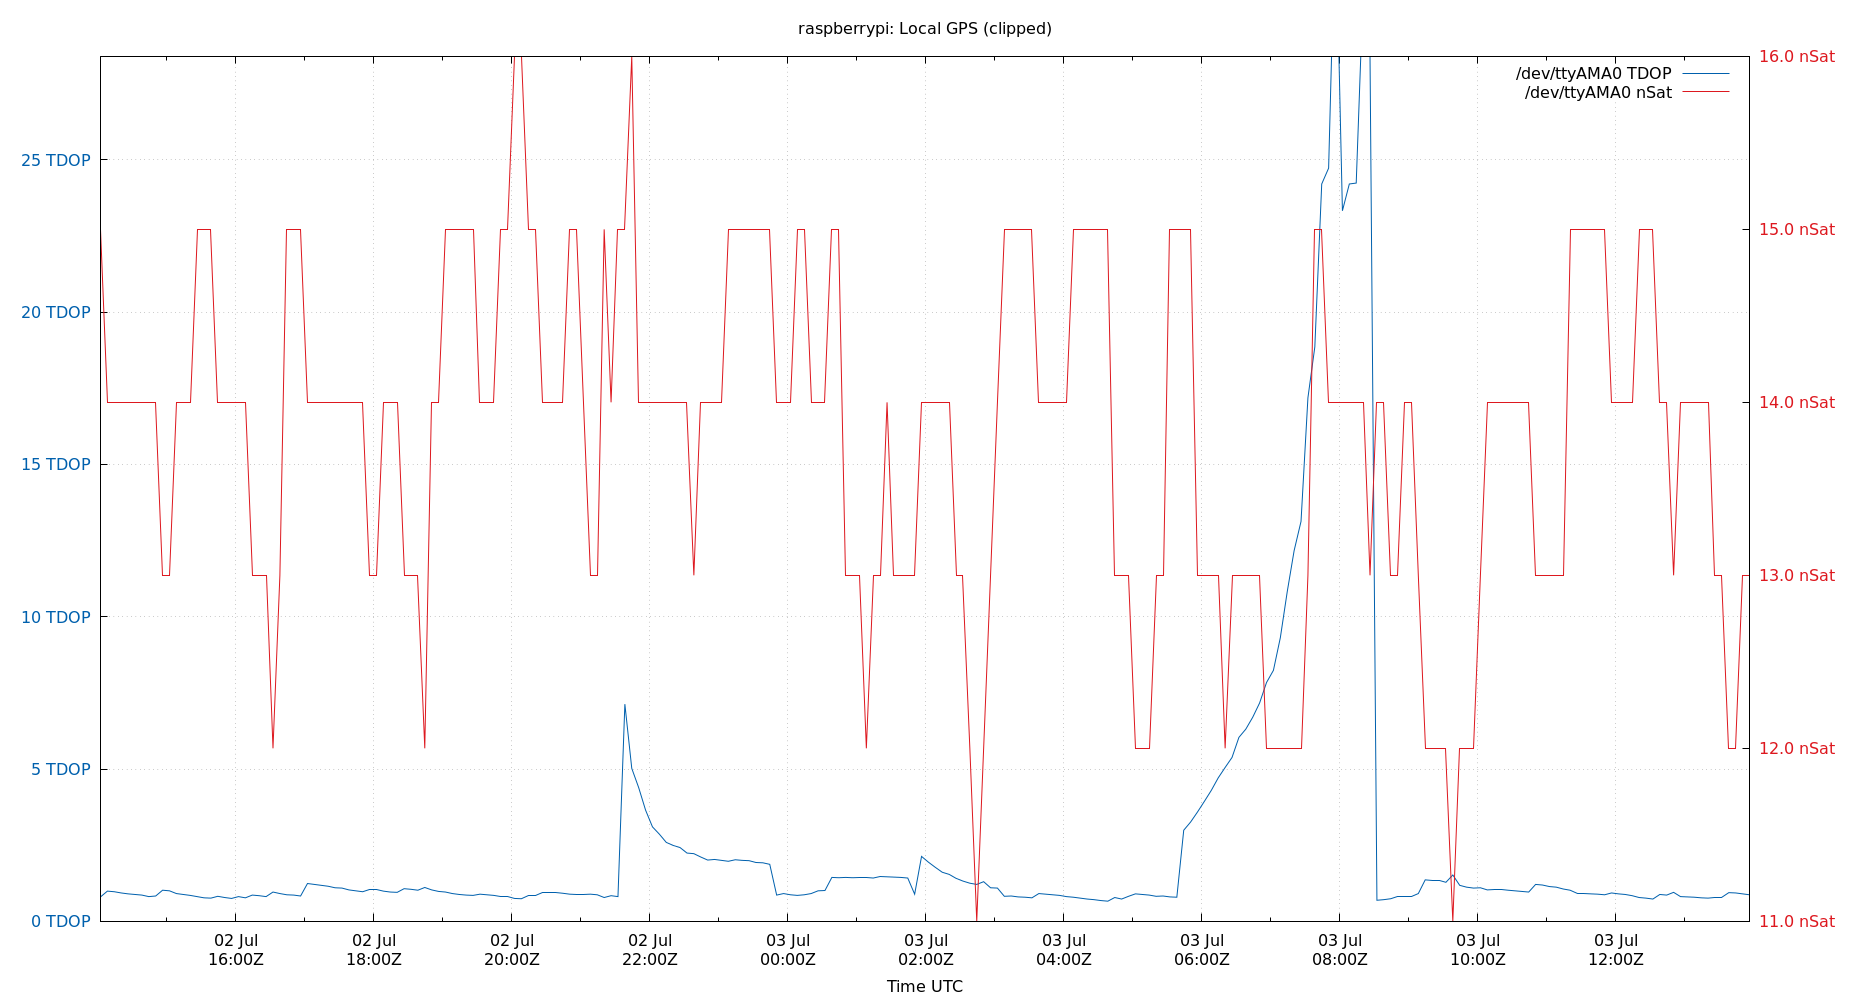 raspberrypi: Local GPS (clipped)
16.0 nSat
/dev/ttyAMA0 TDOP
/dev/ttyAMA0 nSat
25 TDOP
15.0 nSat
20 TDOP
14.0 nSat
15 TDOP
13.0 nSat
10 TDOP
12.0 nSat
5 TDOP
0 TDOP
11.0 nSat
02 Jul 02 Jul 02 Jul 02 Jul 03 Jul 03 Jul 03 Jul 03 Jul 03 Jul 03 Jul 03 Jul
16:00Z 18:00Z 20:00Z 22:00Z 00:00Z 02:00Z 04:00Z 06:00Z 08:00Z 10:00Z 12:00Z
Time UTC